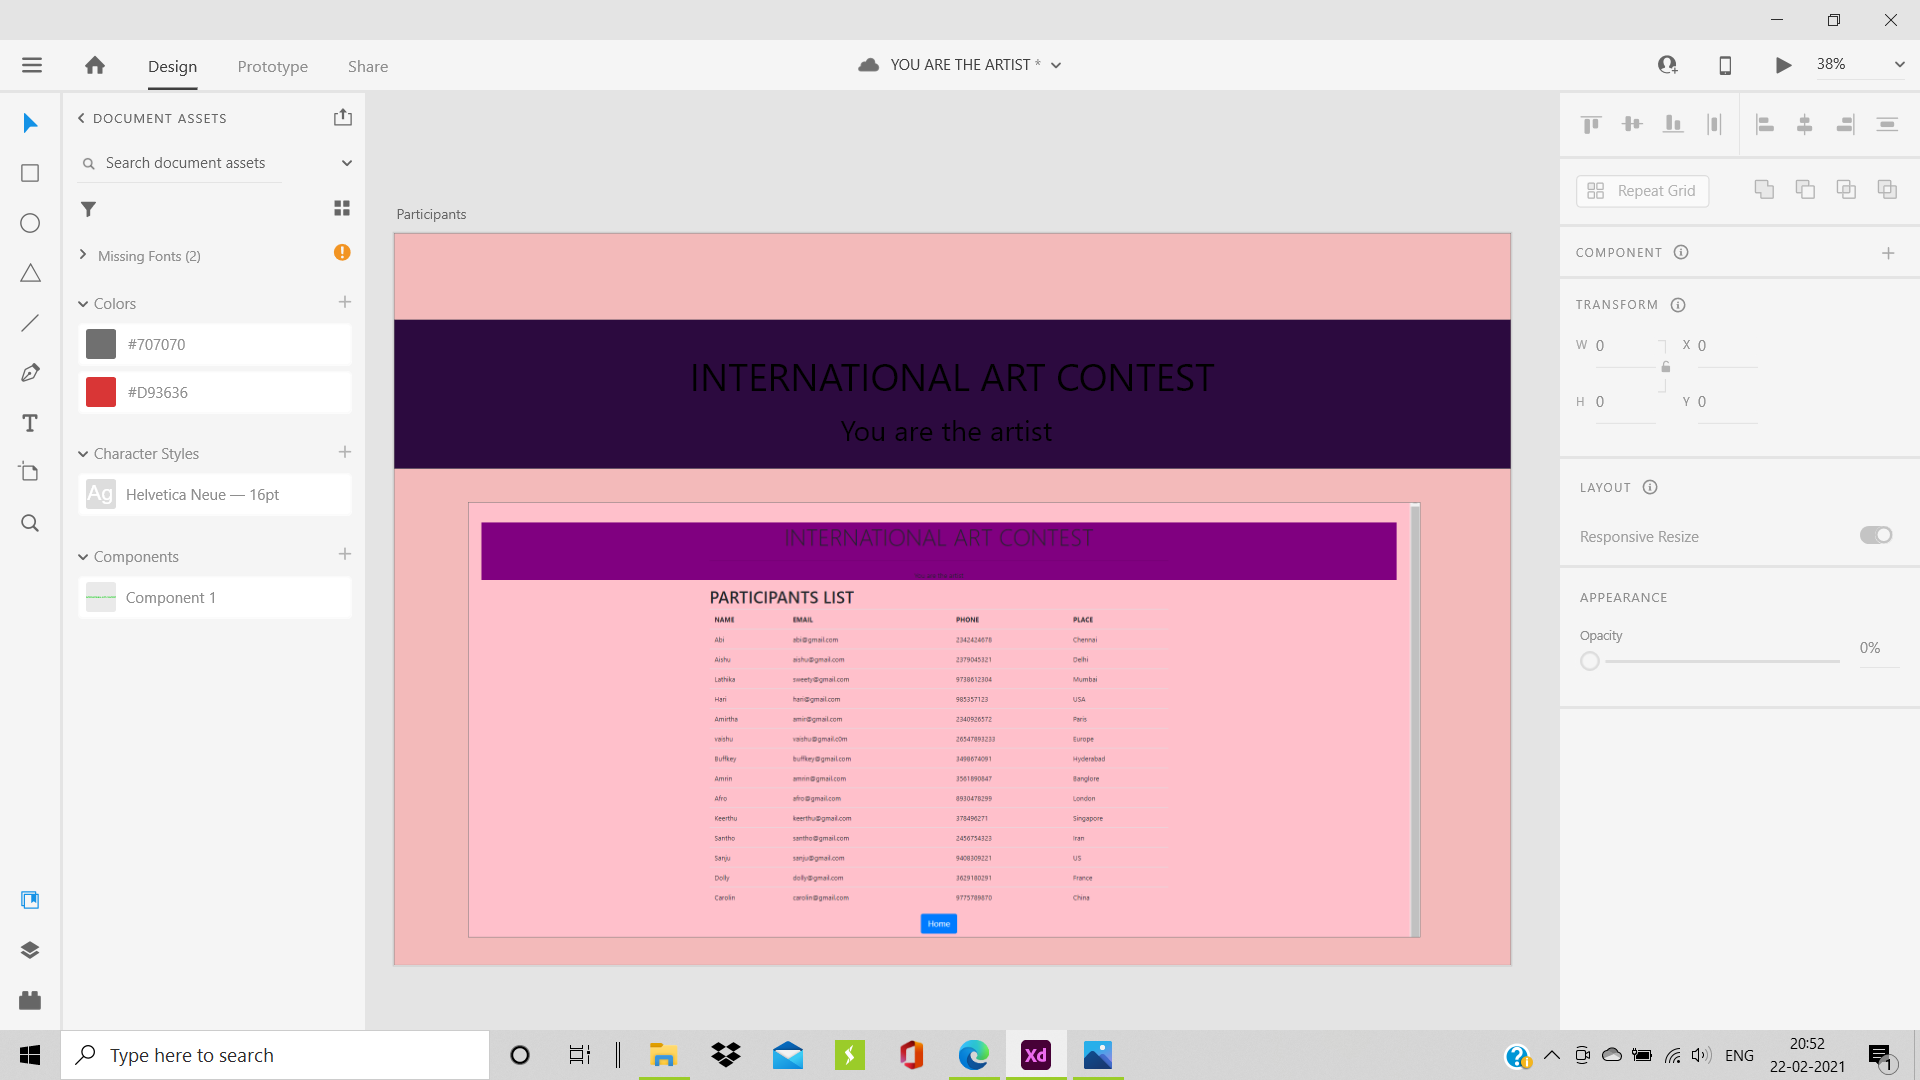 Design Prototype Share
YOU ARE THE ARTIST *
38%
DOCUMENT ASSETS
Search document assets
Missing Fonts (2)
Colors
#707070
#D93636
Character Styles
Ag Helvetica Neue — 16pt
Components
Component 1
Participants
INTERNATIONAL ART CONTEST
You are the artist
INTERNATIONAL ART CONTEST
PARTICIPANTS LIST
NAME EMAIL PHONE PLACE
Abi abi@gmail.com 2342424678 Chennai
Aishu aishu@gmail.com 2379045321 Delhi
Lathika sweety@gmail.com 9738612304 Mumbai
Hari hari@gmail.com 985357123 USA
Amirtha amir@gmail.com 2340926572 Paris
vaishu vaishu@gmail.c0m 26547893233 Europe
Buffkey buffkey@gmail.com 3498674091 Hyderabad
Amrin amrin@gmail.com 3561890847 Banglore
Afro afro@gmail.com 8930478299 London
Keerthu keerthu@gmail.com 378496271 Singapore
Santho santho@gmail.com 2456754323 Iran
Sanju sanju@gmail.com 9408309221 US
Dolly dolly@gmail.com 3629180291 France
Carolin carolin@gmail.com 9775789870 China
Home
Repeat Grid
COMPONENT
TRANSFORM
W 0 X 0
H 0 Y 0
LAYOUT
Responsive Resize
APPEARANCE
Opacity
0%
Type here to search
Xd
ENG
20:52
22-02-2021
1